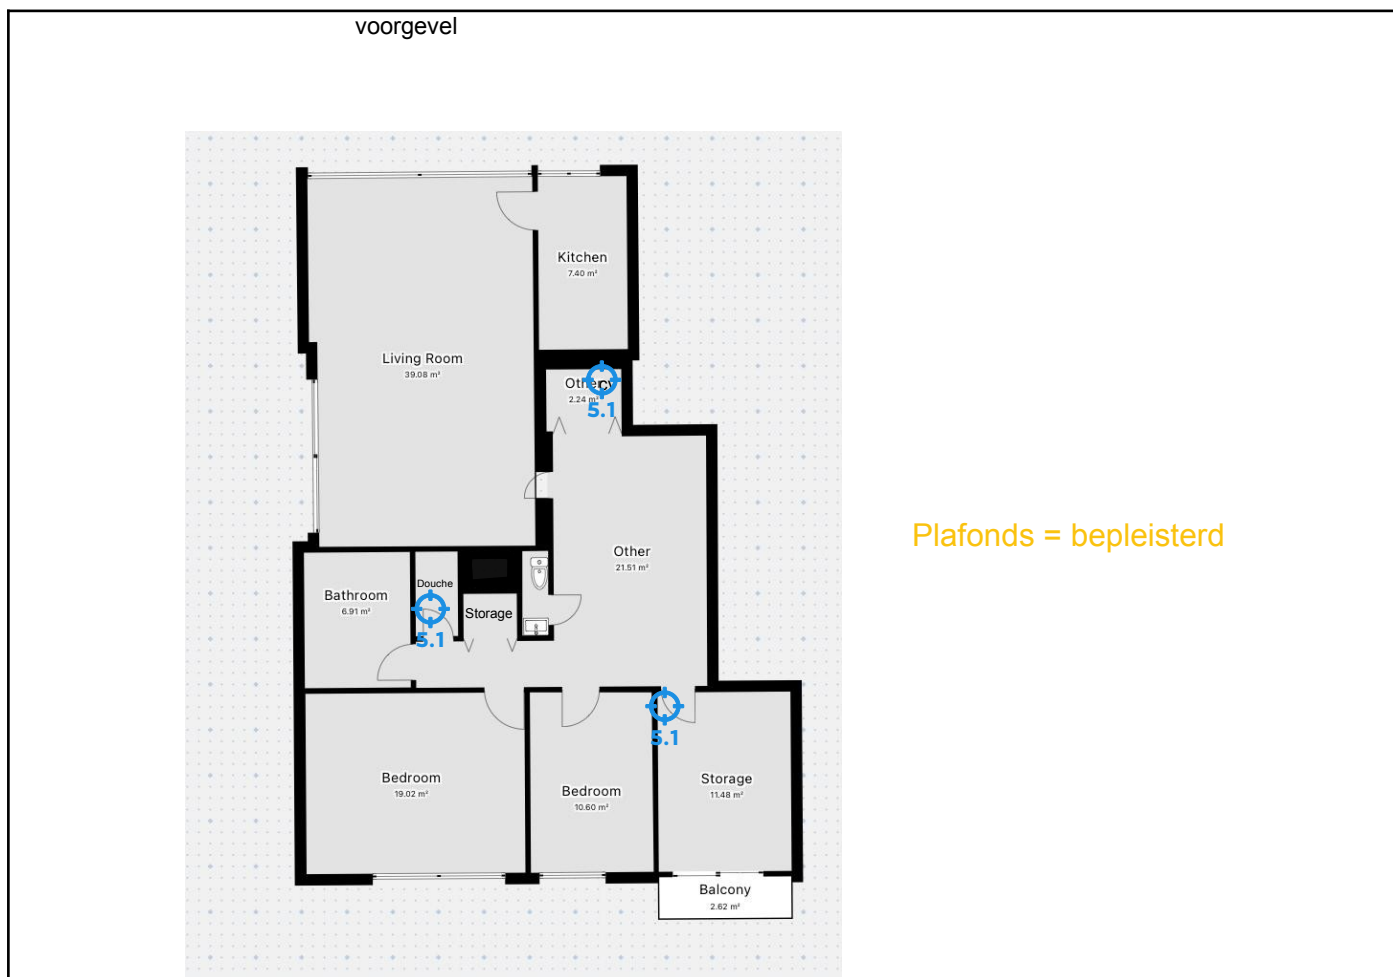 voorgevel
Kitchen
7.40 m²
Living Room
39.08 m²
Other
2.24 m²
5.1
Plafonds = bepleisterd
Other
21.51 m²
Douche
Bathroom
6.91 m²
Storage
5.1
5.1
Bedroom
19.02 m²
Bedroom
10.60 m²
Storage
11.48 m²
Balcony
2.62 m²